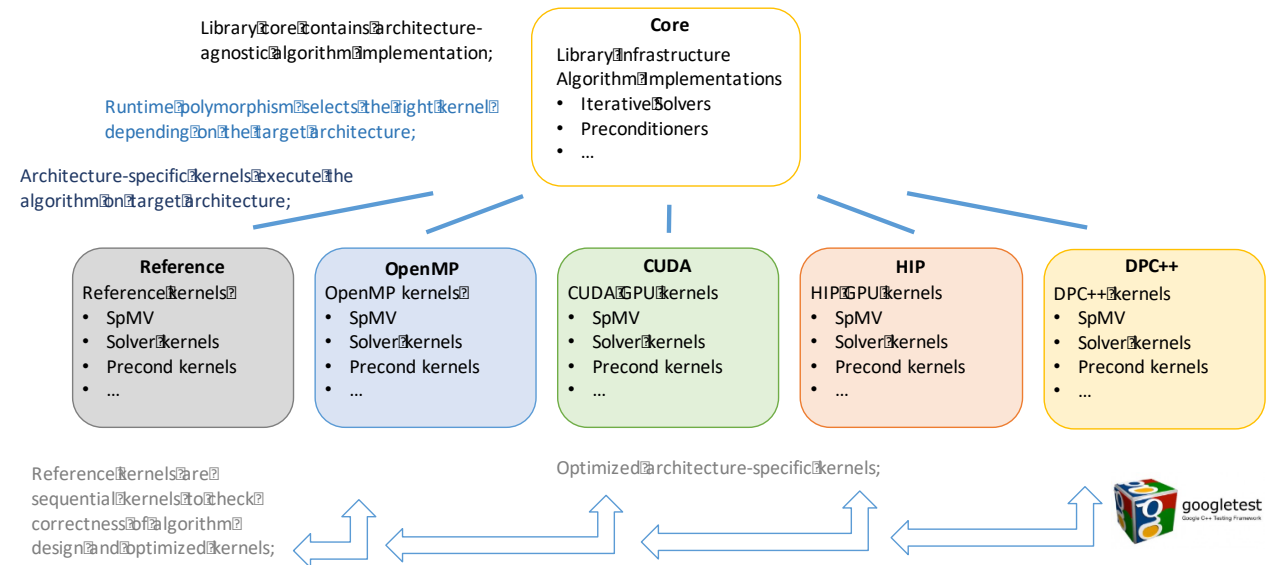 Library core contains architecture-
agnostic algorithm implementation;
Runtime polymorphism selects the right kernel
depending on the target architecture;
Architecture-specific kernels execute the
algorithm on target architecture;
Core
Library Infrastructure
Algorithm Implementations
• Iterative Solvers
• Preconditioners
• ...
Reference
Reference kernels
• SpMV
• Solver kernels
• Precond kernels
• ...
OpenMP
OpenMP kernels
• SpMV
• Solver kernels
• Precond kernels
• ...
CUDA
CUDA GPU kernels
• SpMV
• Solver kernels
• Precond kernels
• ...
HIP
HIP GPU kernels
• SpMV
• Solver kernels
• Precond kernels
• ...
DPC++
DPC++ kernels
• SpMV
• Solver kernels
• Precond kernels
• ...
Reference kernels are
sequential kernels to check
correctness of algorithm
design and optimized kernels;
Optimized architecture-specific kernels;
googletest
Google C++ Testing Framework